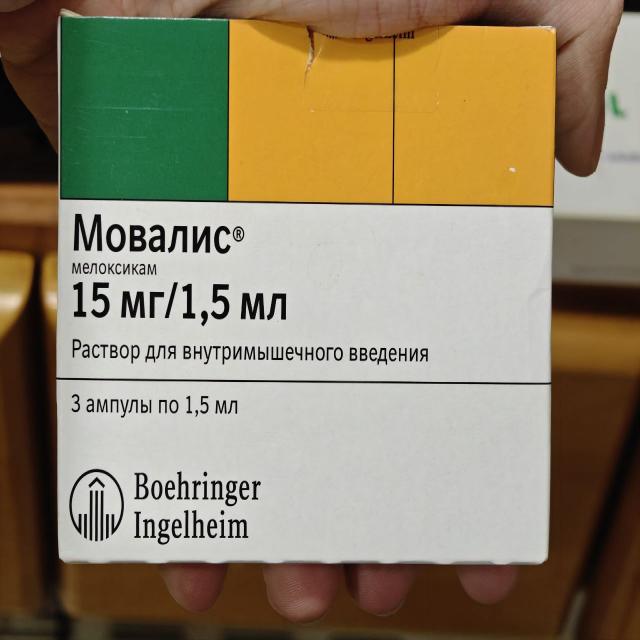 Мовалис®
мелоксикам
15 мг/1,5 мл
Раствор для внутримышечного введения
3 ампулы по 1,5 мл
Boehringer
Ingelheim